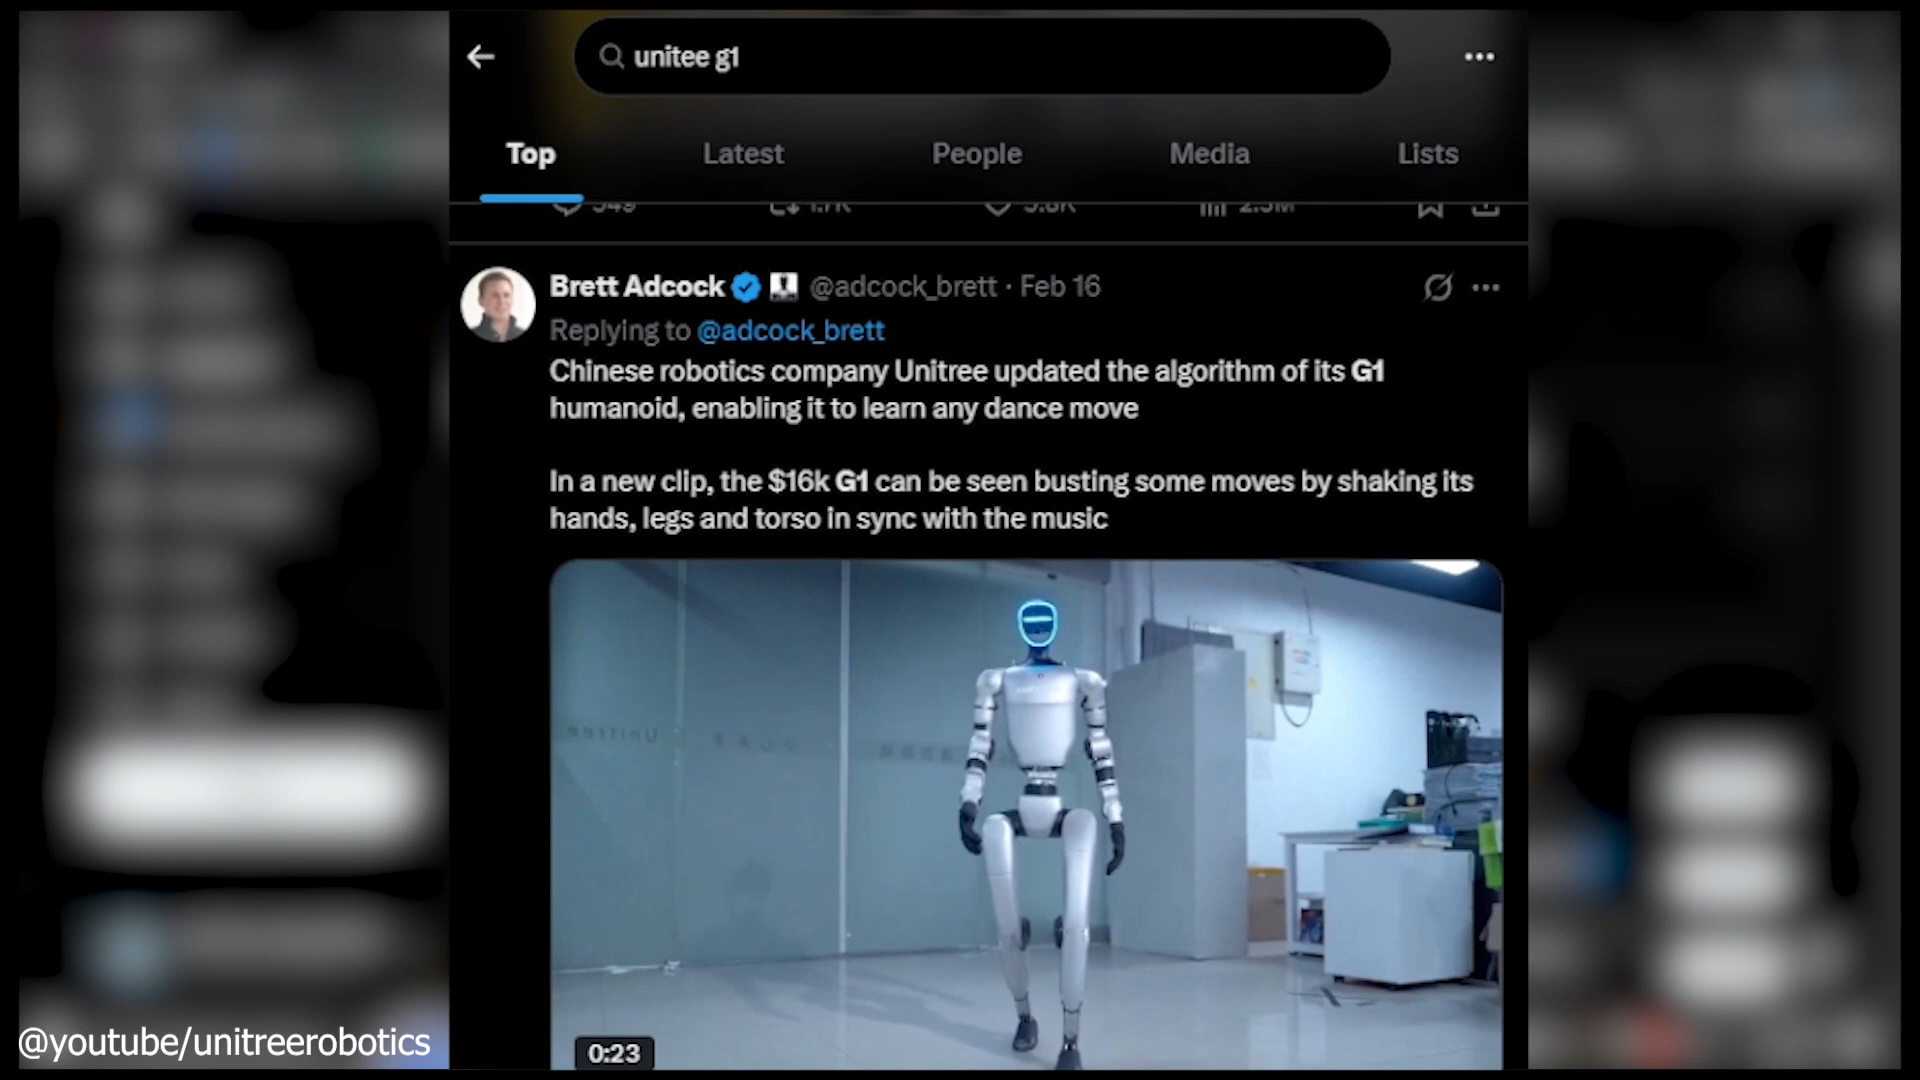 unitee g1
Top
Latest
People
Media
Lists
Brett Adcock @adcock_brett · Feb 16
Replying to @adcock_brett
Chinese robotics company Unitree updated the algorithm of its G1
humanoid, enabling it to learn any dance move
In a new clip, the $16k G1 can be seen busting some moves by shaking its
hands, legs and torso in sync with the music
0:23
@youtube/unitreerobotics